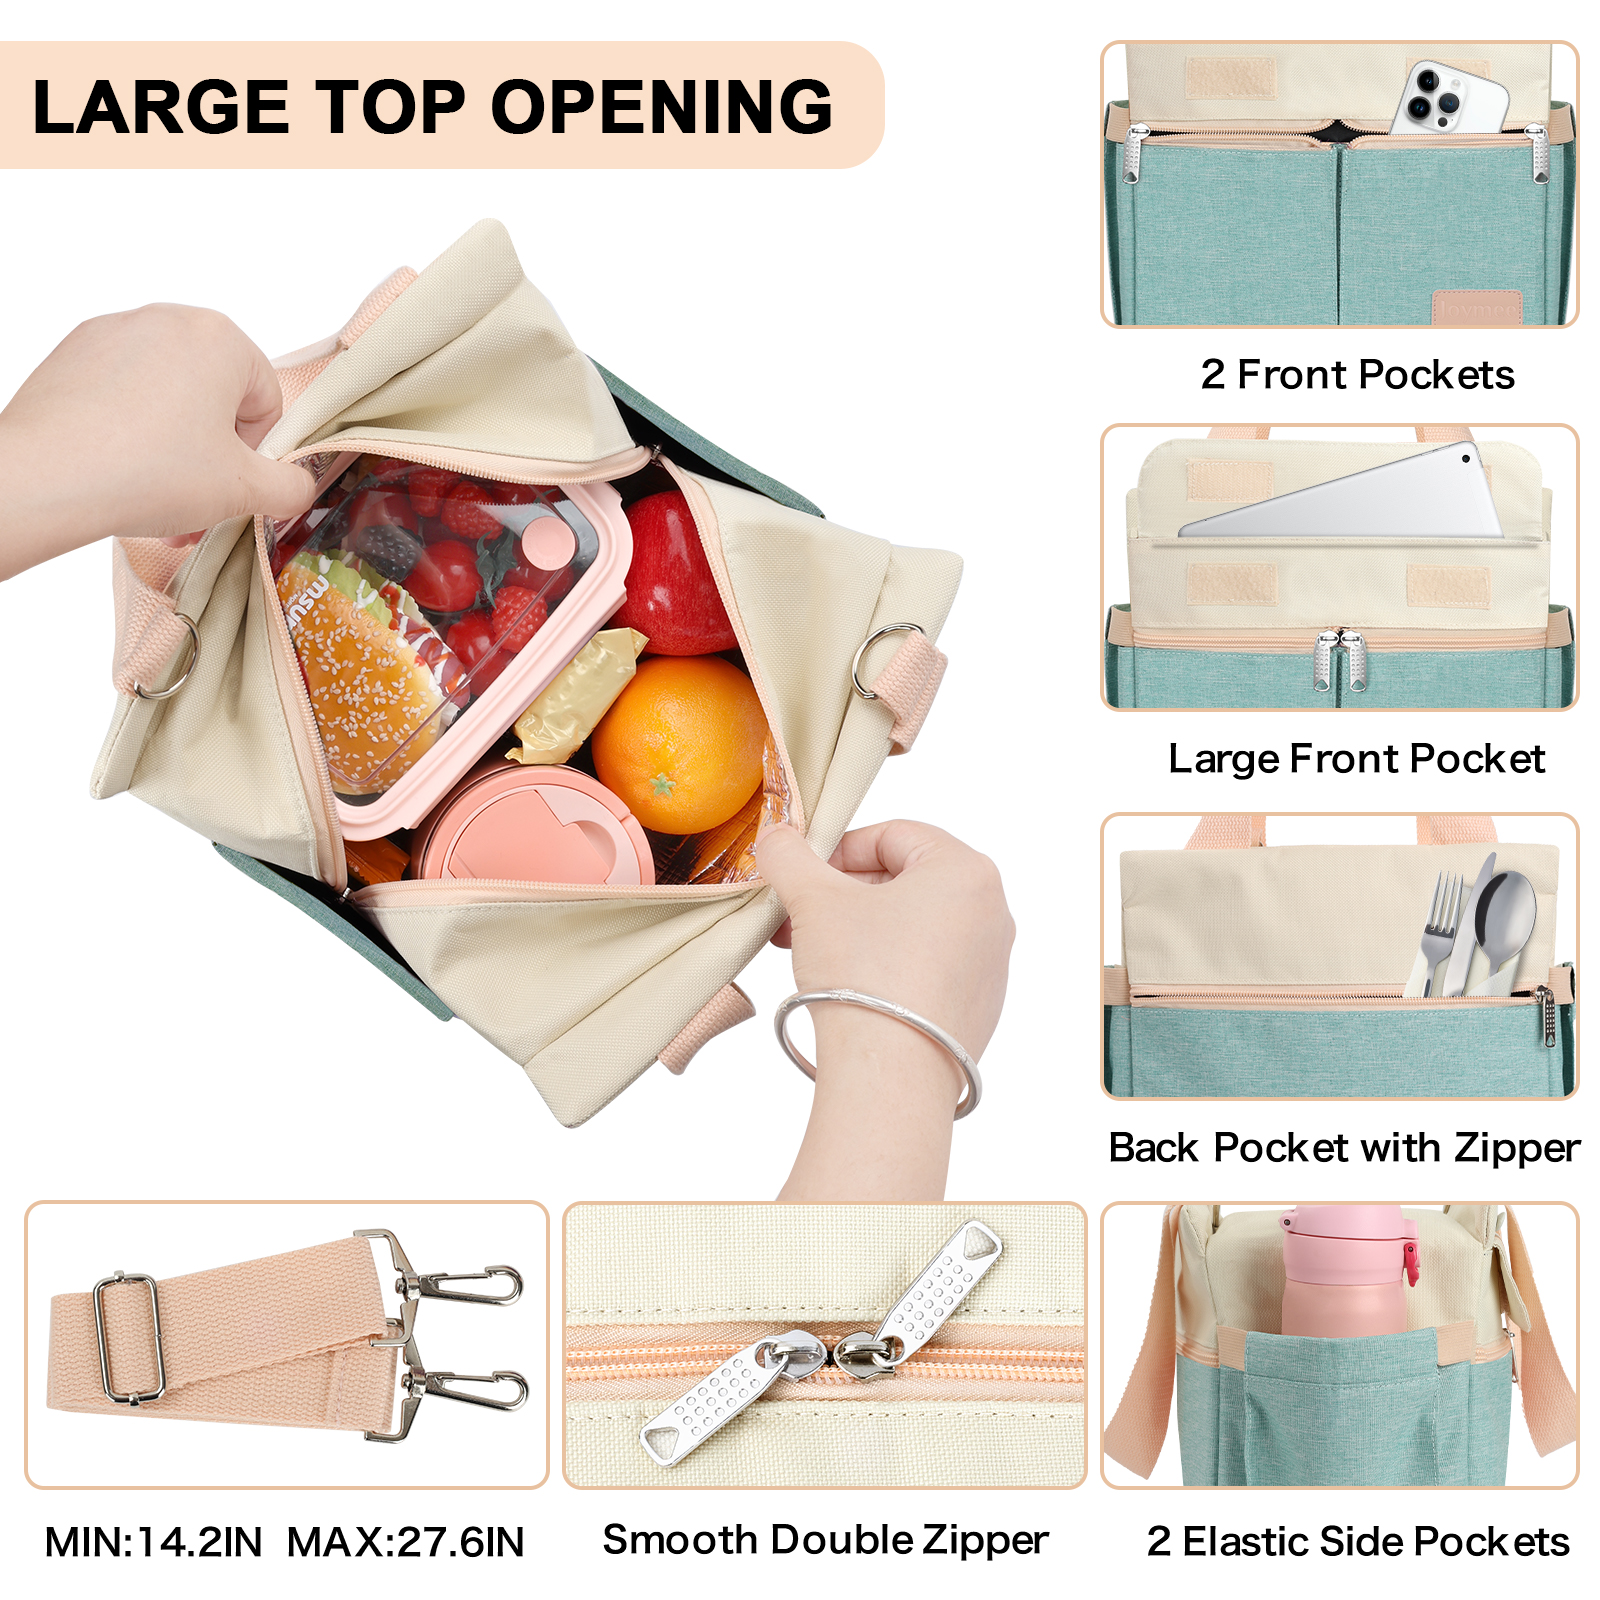 LARGE TOP OPENING
2 Front Pockets
Large Front Pocket
Back Pocket with Zipper
MIN:14.2IN MAX:27.6IN
Smooth Double Zipper
2 Elastic Side Pockets